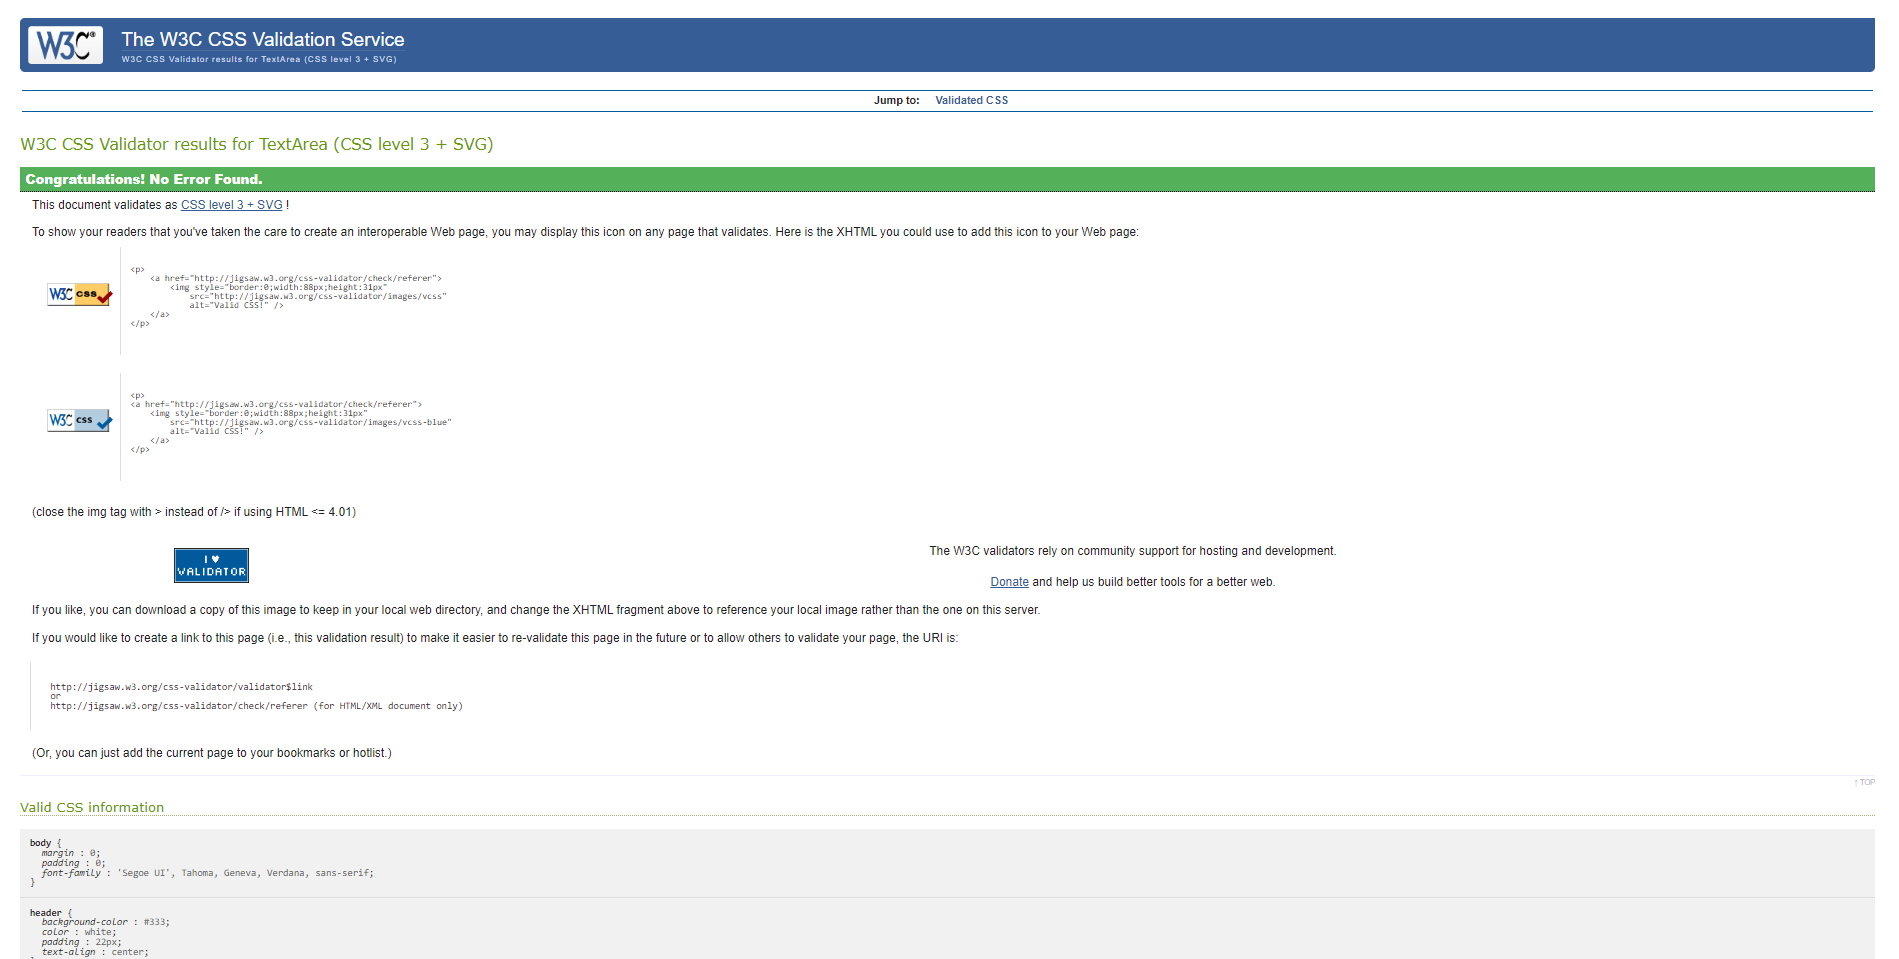 W3C®
The W3C CSS Validation Service
W3C CSS Validator results for TextArea (CSS level 3 + SVG)
Jump to: Validated CSS
W3C CSS Validator results for TextArea (CSS level 3 + SVG)
Congratulations! No Error Found.
This document validates as CSS level 3 + SVG !
To show your readers that you've taken the care to create an interoperable Web page, you may display this icon on any page that validates. Here is the XHTML you could use to add this icon to your Web page:
W3C css
<p>
<a href="http://jigsaw.w3.org/css-validator/check/referer">
<img style="border:0;width:88px;height:31px"
src="http://jigsaw.w3.org/css-validator/images/vcss"
alt="Valid CSS!" />
</a>
</p>
W3C css
<p>
<a href="http://jigsaw.w3.org/css-validator/check/referer">
<img style="border:0;width:88px;height:31px"
src="http://jigsaw.w3.org/css-validator/images/vcss-blue"
alt="Valid CSS!" />
</a>
</p>
(close the img tag with > instead of /> if using HTML <= 4.01)
I ♥
VALIDATOR
The W3C validators rely on community support for hosting and development.
Donate and help us build better tools for a better web.
If you like, you can download a copy of this image to keep in your local web directory, and change the XHTML fragment above to reference your local image rather than the one on this server.
If you would like to create a link to this page (i.e., this validation result) to make it easier to re-validate this page in the future or to allow others to validate your page, the URI is:
http://jigsaw.w3.org/css-validator/validator$link
or
http://jigsaw.w3.org/css-validator/check/referer (for HTML/XML document only)
(Or, you can just add the current page to your bookmarks or hotlist.)
↑ TOP
Valid CSS information
body {
margin : 0;
padding : 0;
font-family : 'Segoe UI', Tahoma, Geneva, Verdana, sans-serif;
}
header {
background-color : #333;
color : white;
padding : 22px;
text-align : center;